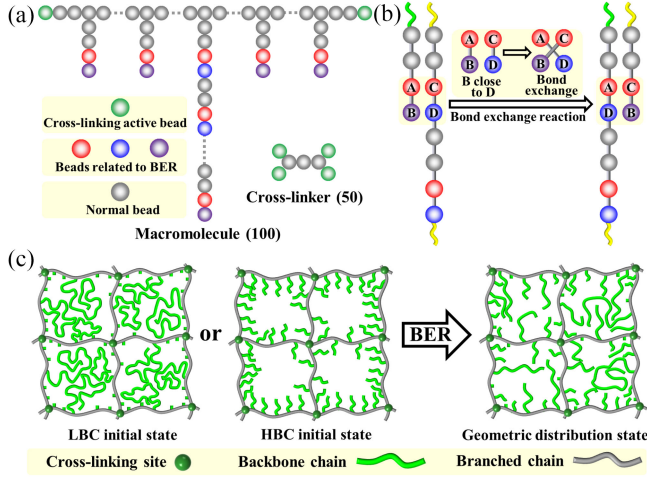 (a)
Cross-linking active bead
Beads related to BER
Normal bead
Macromolecule (100)
Cross-linker (50)
(b)
A C
B D
B close
to D
A C
B D
Bond
exchange
A C
B D
Bond exchange reaction
A C
D B
(c)
or
BER
LBC initial state
HBC initial state
Geometric distribution state
Cross-linking site
Backbone chain
Branched chain